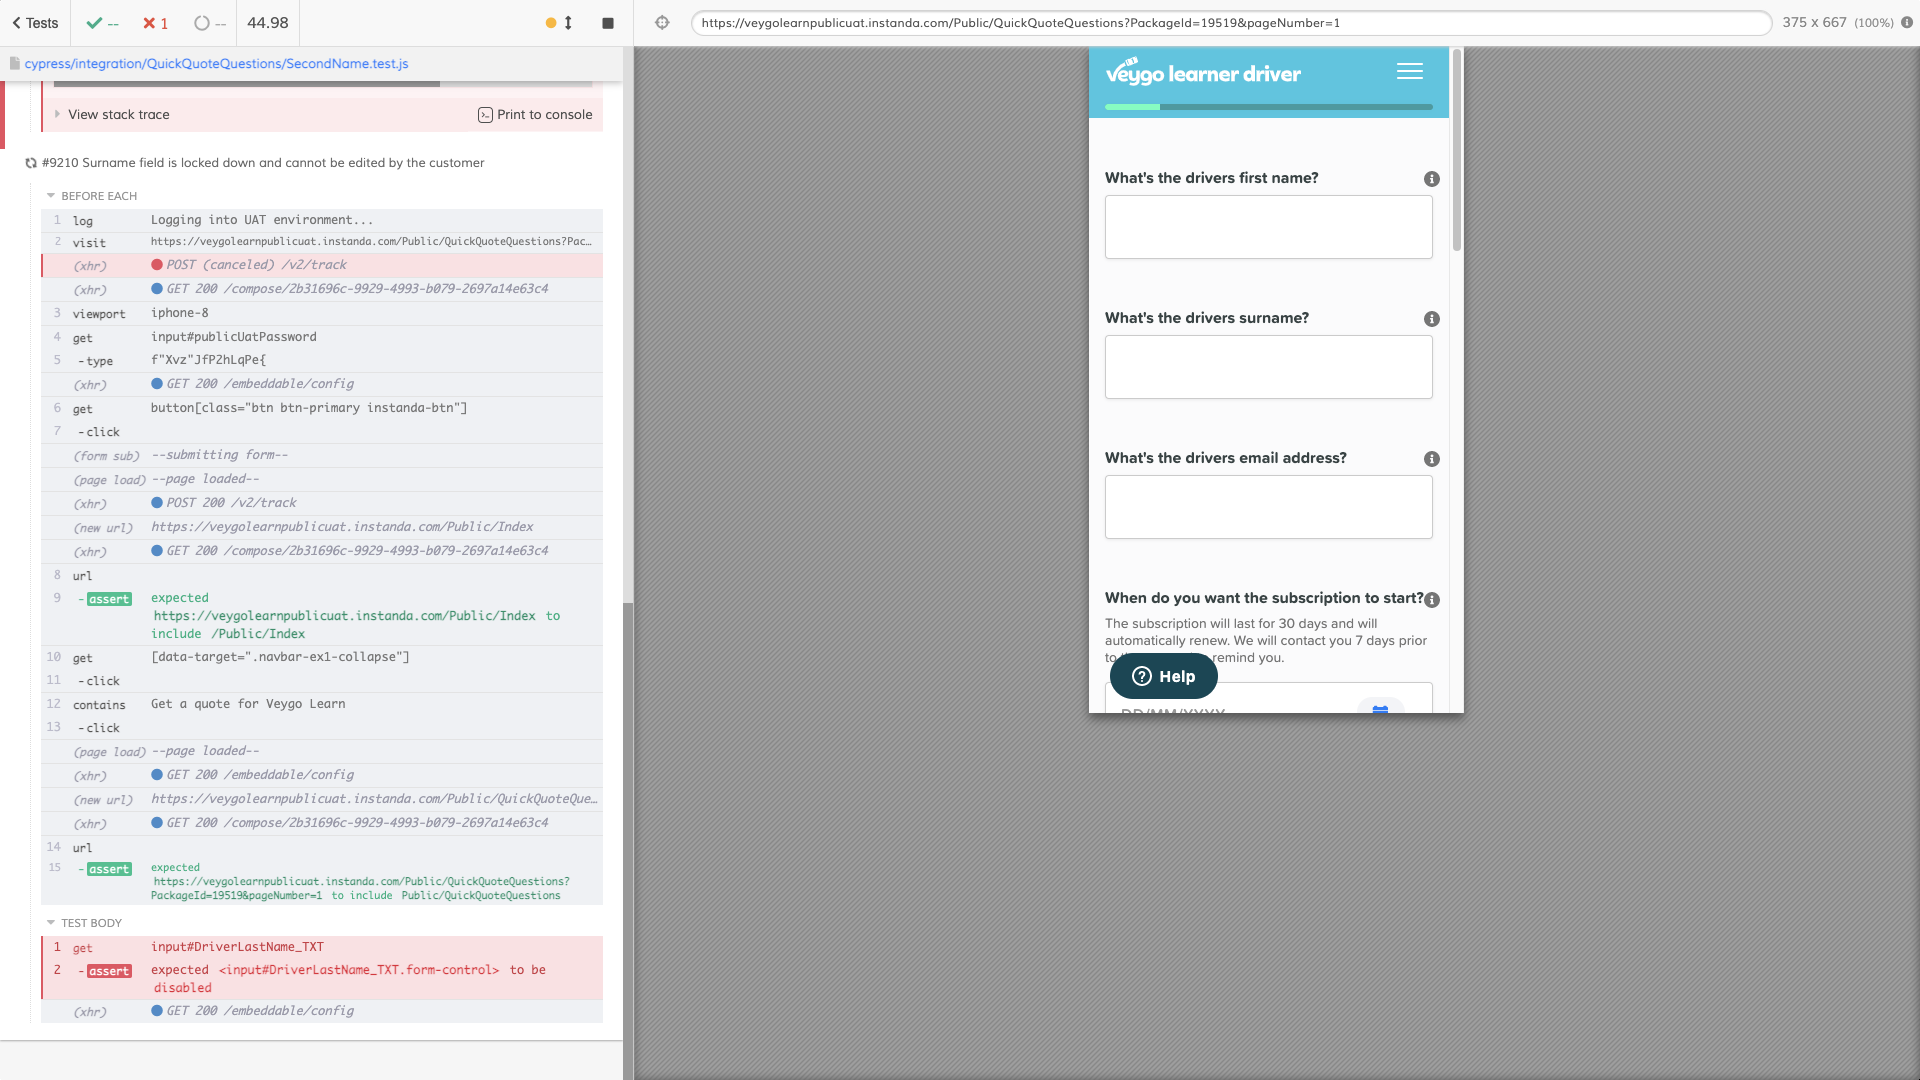 Tests
--
1
--
44.98
https://veygolearnpublicuat.instanda.com/Public/QuickQuoteQuestions?PackageId=19519&pageNumber=1
375 x 667 (100%)
cypress/integration/QuickQuoteQuestions/SecondName.test.js
View stack trace
Print to console
#9210 Surname field is locked down and cannot be edited by the customer
BEFORE EACH
1 log Logging into UAT environment...
2 visit https://veygolearnpublicuat.instanda.com/Public/QuickQuoteQuestions?Pac...
(xhr) POST (canceled) /v2/track
(xhr) GET 200 /compose/2b31696c-9929-4993-b079-2697a14e63c4
3 viewport iphone-8
4 get input#publicUatPassword
5 -type f"Xvz"JfP2hLqPe{
(xhr) GET 200 /embeddable/config
6 get button[class="btn btn-primary instanda-btn"]
7 -click
(form sub) --submitting form--
(page load) --page loaded--
(xhr) POST 200 /v2/track
(new url) https://veygolearnpublicuat.instanda.com/Public/Index
(xhr) GET 200 /compose/2b31696c-9929-4993-b079-2697a14e63c4
8 url
9 -assert expected
https://veygolearnpublicuat.instanda.com/Public/Index to
include /Public/Index
10 get [data-target=".navbar-ex1-collapse"]
11 -click
12 contains Get a quote for Veygo Learn
13 -click
(page load) --page loaded--
(xhr) GET 200 /embeddable/config
(new url) https://veygolearnpublicuat.instanda.com/Public/QuickQuoteQue...
(xhr) GET 200 /compose/2b31696c-9929-4993-b079-2697a14e63c4
14 url
15 -assert expected
https://veygolearnpublicuat.instanda.com/Public/QuickQuoteQuestions?
PackageId=19519&pageNumber=1 to include Public/QuickQuoteQuestions
TEST BODY
1 get input#DriverLastName_TXT
2 -assert expected <input#DriverLastName_TXT.form-control> to be
disabled
(xhr) GET 200 /embeddable/config
veygo learner driver
What's the drivers first name?
What's the drivers surname?
What's the drivers email address?
When do you want the subscription to start?
The subscription will last for 30 days and will
automatically renew. We will contact you 7 days prior
to remind you.
Help
DD/MM/YYYY